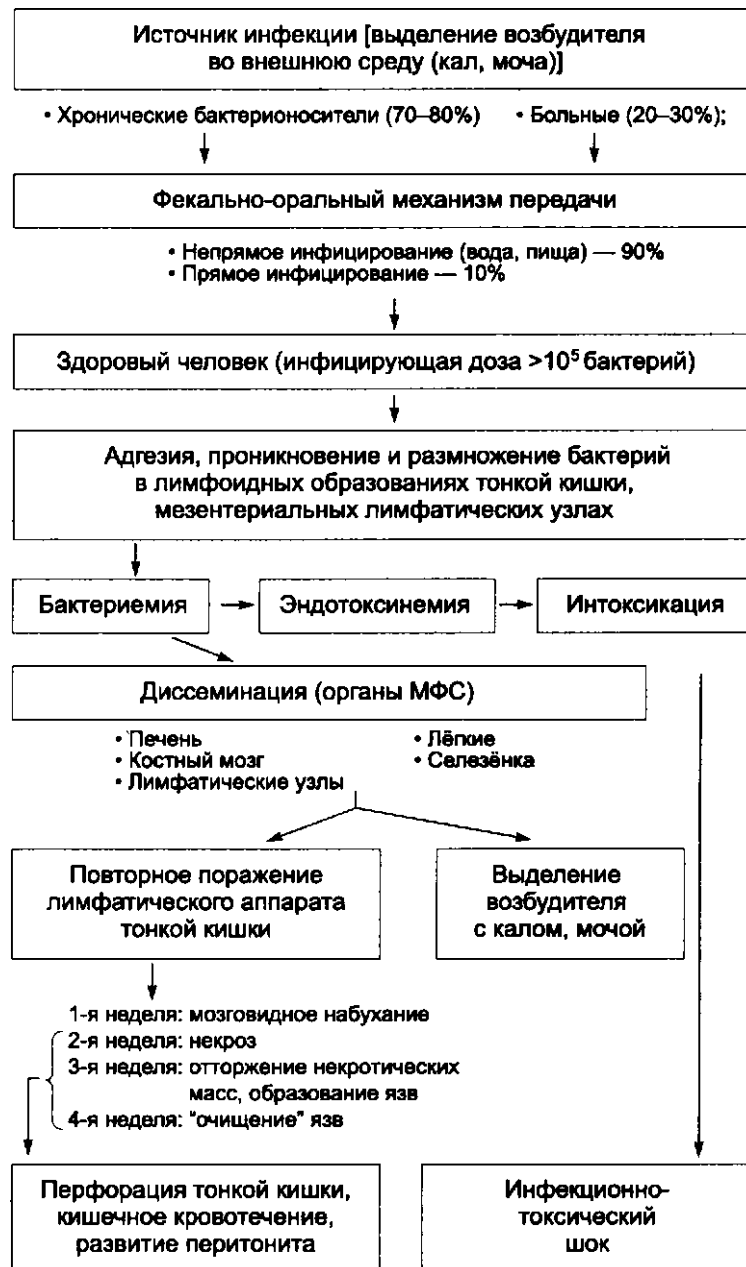 Источник инфекции [выделение возбудителя
во внешнюю среду (кал, моча)]
• Хронические бактерионосители (70–80%) • Больные (20–30%);
Фекально-оральный механизм передачи
• Непрямое инфицирование (вода, пища) — 90%
• Прямое инфицирование — 10%
Здоровый человек (инфицирующая доза >10⁵ бактерий)
Адгезия, проникновение и размножение бактерий
в лимфоидных образованиях тонкой кишки,
мезентериальных лимфатических узлах
Бактериемия
Эндотоксинемия
Интоксикация
Диссеминация (органы МФС)
• Печень
• Костный мозг
• Лимфатические узлы
• Лёгкие
• Селезёнка
Повторное поражение
лимфатического аппарата
тонкой кишки
Выделение
возбудителя
с калом, мочой
1-я неделя: мозговидное набухание
2-я неделя: некроз
3-я неделя: отторжение некротических
масс, образование язв
4-я неделя: "очищение" язв
Перфорация тонкой кишки,
кишечное кровотечение,
развитие перитонита
Инфекционно-
токсический
шок